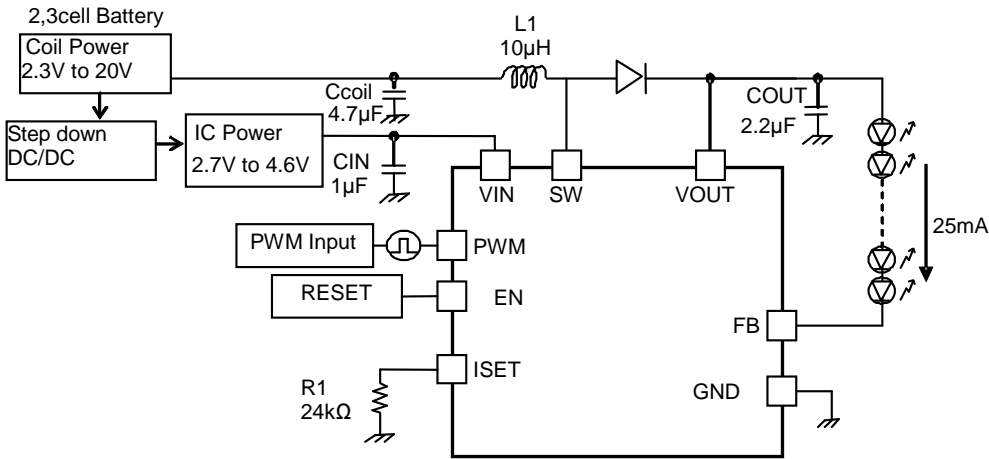 2,3cell Battery
Coil Power
2.3V to 20V
Step down
DC/DC
IC Power
2.7V to 4.6V
Ccoil
4.7µF
CIN
1µF
L1
10µH
COUT
2.2µF
25mA
VIN
SW
VOUT
PWM Input
PWM
RESET
EN
FB
ISET
GND
R1
24kΩ